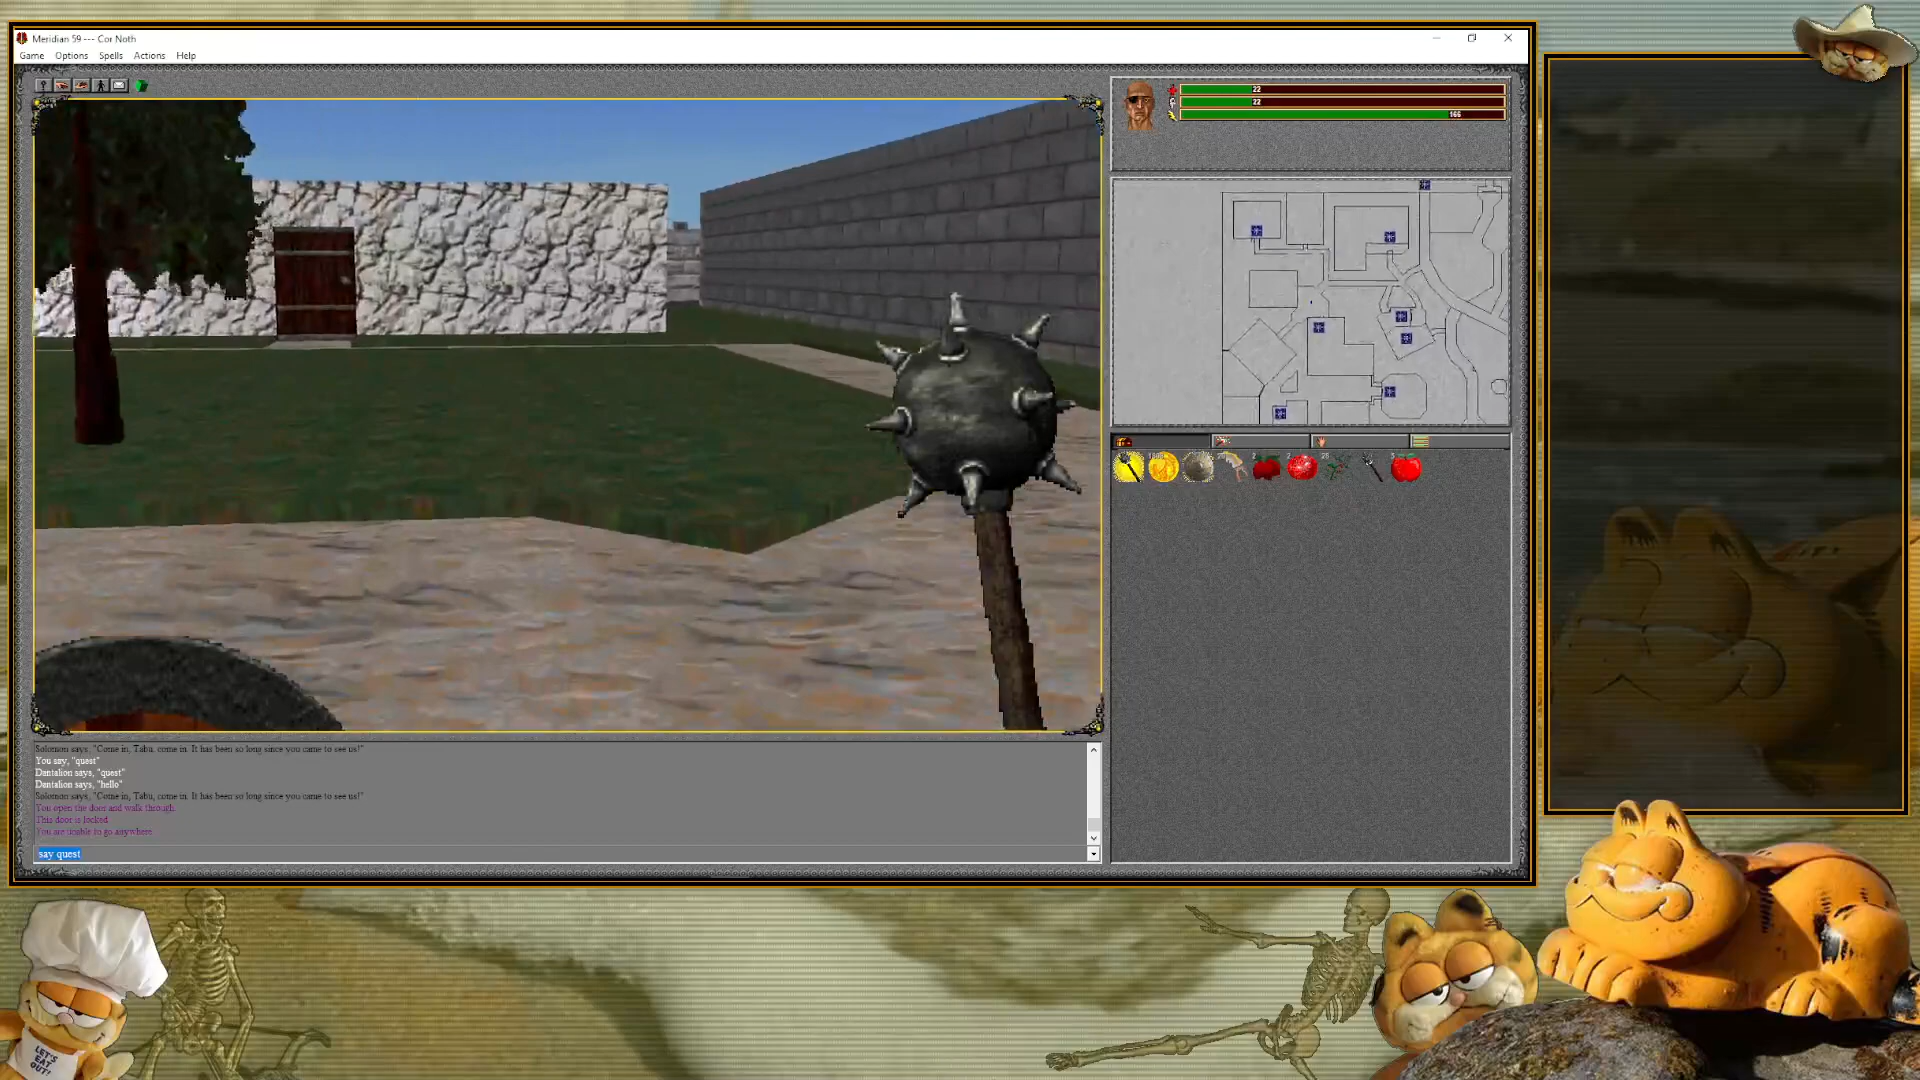 Meridian 59 --- Cor Noth
Game Options Spells Actions Help
22
22
166
2 2 25 3
Solomon says, "Come in, Tabu, come in. It has been so long since you came to see us!"
You say, "quest"
Dantalion says, "quest"
Dantalion says, "hello"
Solomon says, "Come in, Tabu, come in. It has been so long since you came to see us!"
You open the door and walk through.
This door is locked.
You are unable to go anywhere.
say quest
LET'S
EAT
OUT!